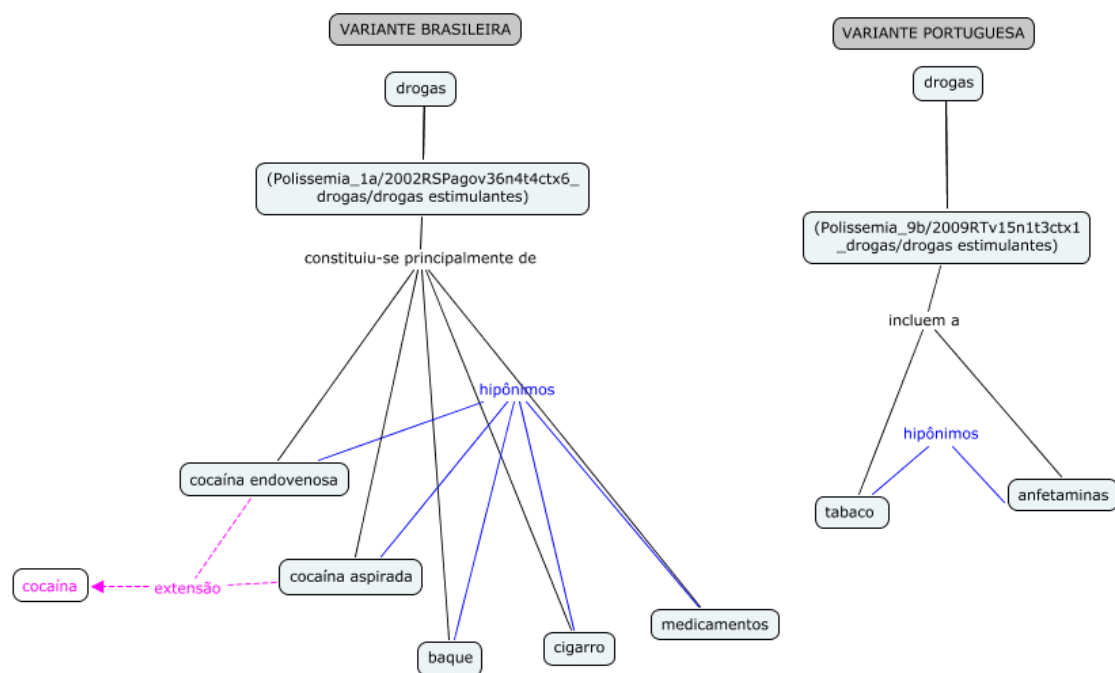 VARIANTE BRASILEIRA
drogas
(Polissemia_1a/2002RSPagov36n4t4ctx6_
drogas/drogas estimulantes)
constituiu-se principalmente de
hipônimos
cocaína endovenosa
cocaína aspirada
cocaína
extensão
baque
cigarro
medicamentos
VARIANTE PORTUGUESA
drogas
(Polissemia_9b/2009RTv15n1t3ctx1
_drogas/drogas estimulantes)
incluem a
hipônimos
tabaco
anfetaminas